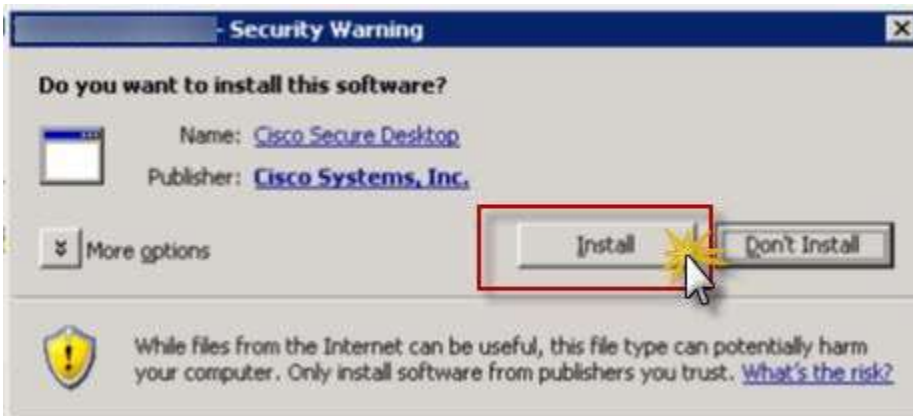 - Security Warning
Do you want to install this software?
Name: Cisco Secure Desktop
Publisher: Cisco Systems, Inc.
More options
Install
Don't Install
While files from the Internet can be useful, this file type can potentially harm
your computer. Only install software from publishers you trust. What's the risk?